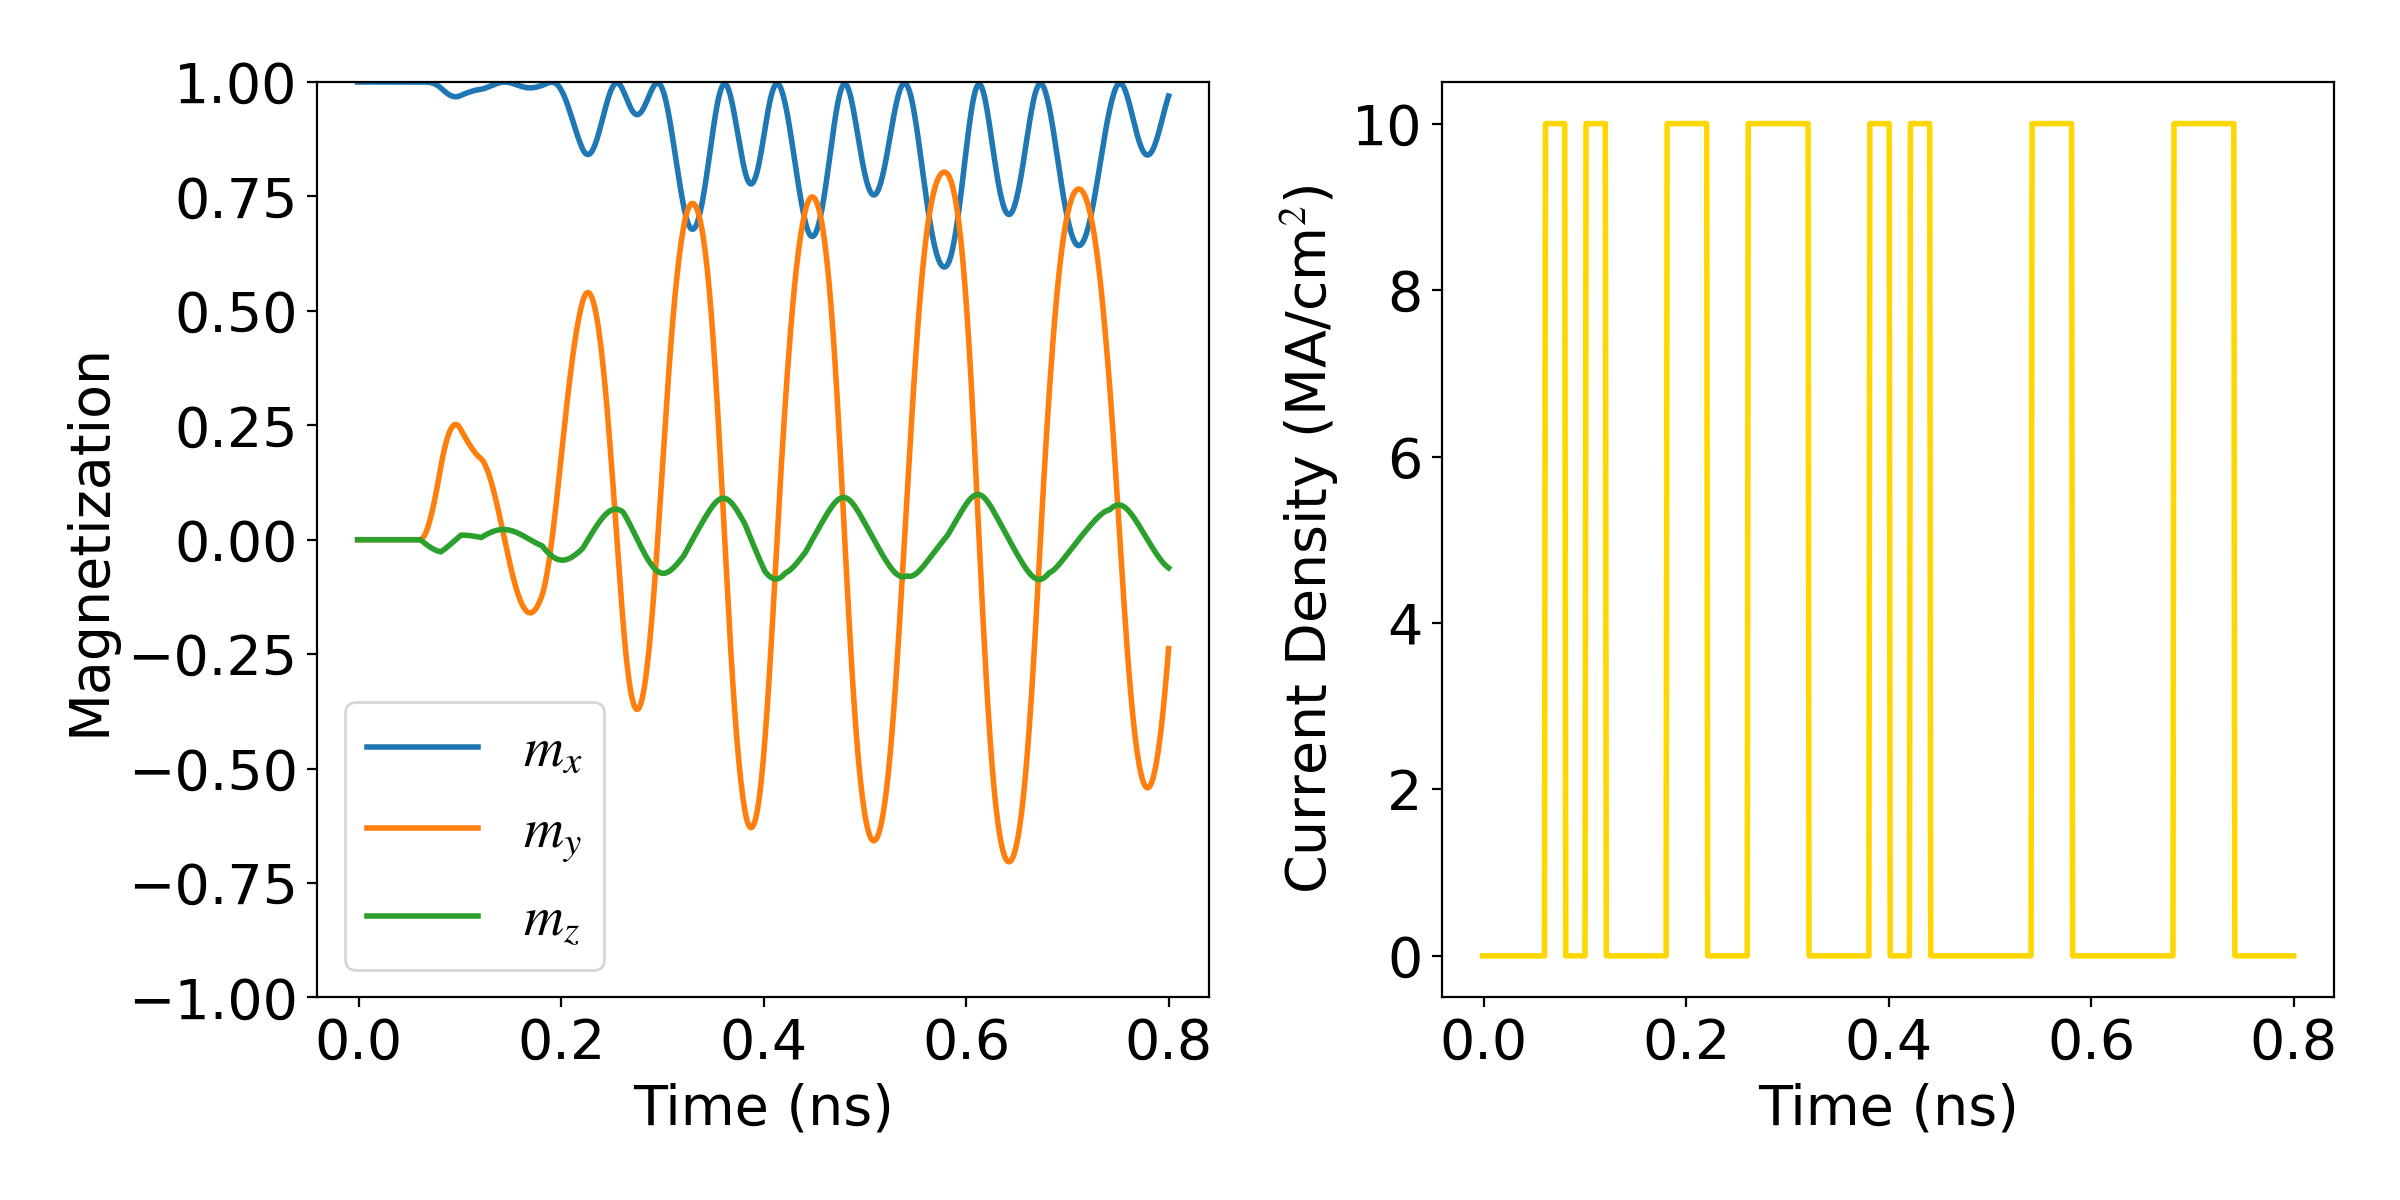 1.00
0.75
0.50
0.25
0.00
−0.25
−0.50
−0.75
−1.00
Magnetization
m_x
m_y
m_z
0.0 0.2 0.4 0.6 0.8
Time (ns)
10
8
6
4
2
0
Current Density (MA/cm²)
0.0 0.2 0.4 0.6 0.8
Time (ns)